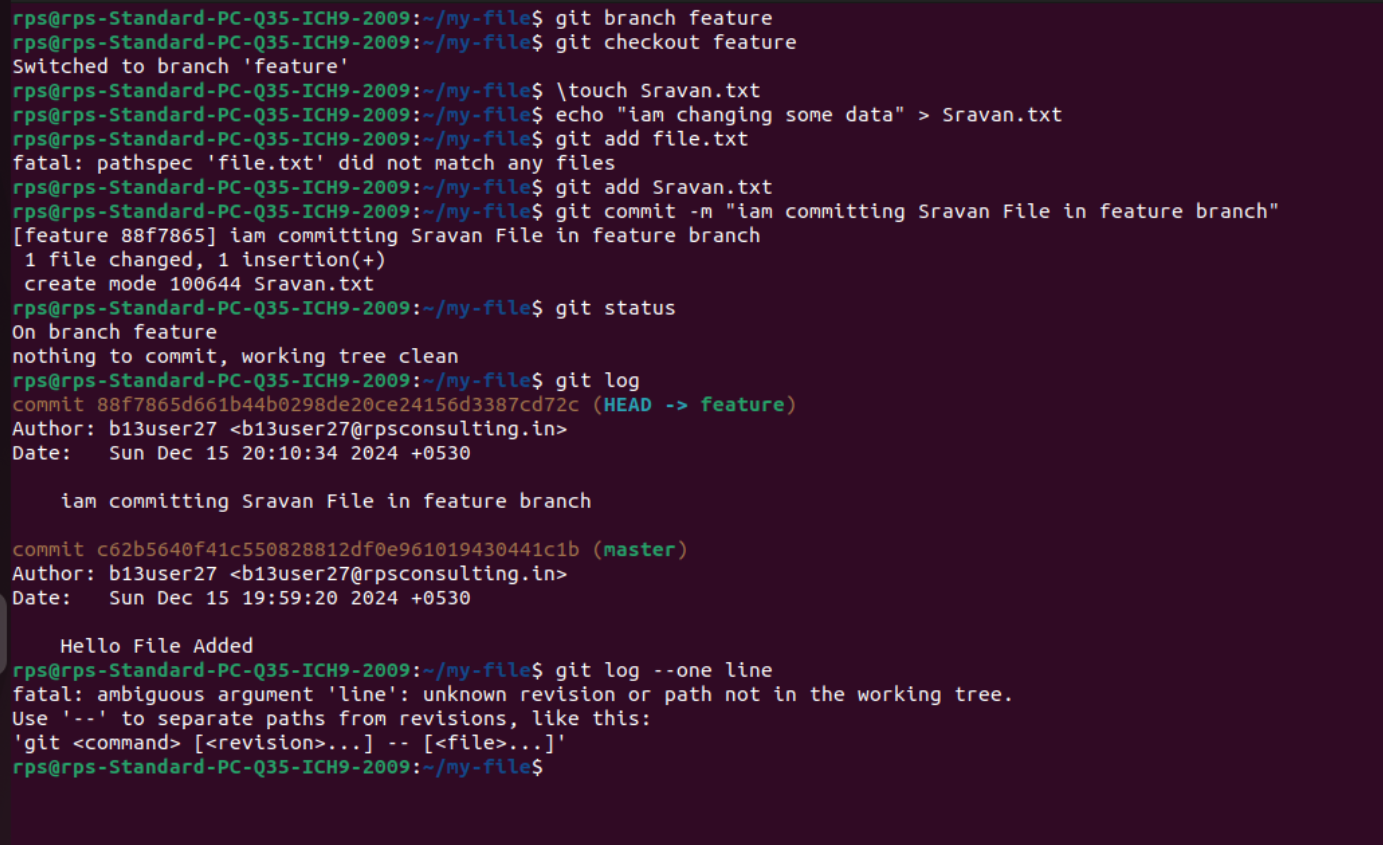 rps@rps-Standard-PC-Q35-ICH9-2009:~/my-file$ git branch feature
rps@rps-Standard-PC-Q35-ICH9-2009:~/my-file$ git checkout feature
Switched to branch 'feature'
rps@rps-Standard-PC-Q35-ICH9-2009:~/my-file$ \touch Sravan.txt
rps@rps-Standard-PC-Q35-ICH9-2009:~/my-file$ echo "iam changing some data" > Sravan.txt
rps@rps-Standard-PC-Q35-ICH9-2009:~/my-file$ git add file.txt
fatal: pathspec 'file.txt' did not match any files
rps@rps-Standard-PC-Q35-ICH9-2009:~/my-file$ git add Sravan.txt
rps@rps-Standard-PC-Q35-ICH9-2009:~/my-file$ git commit -m "iam committing Sravan File in feature branch"
[feature 88f7865] iam committing Sravan File in feature branch
 1 file changed, 1 insertion(+)
 create mode 100644 Sravan.txt
rps@rps-Standard-PC-Q35-ICH9-2009:~/my-file$ git status
On branch feature
nothing to commit, working tree clean
rps@rps-Standard-PC-Q35-ICH9-2009:~/my-file$ git log
commit 88f7865d661b44b0298de20ce24156d3387cd72c (HEAD -> feature)
Author: b13user27 <b13user27@rpsconsulting.in>
Date:   Sun Dec 15 20:10:34 2024 +0530

    iam committing Sravan File in feature branch

commit c62b5640f41c550828812df0e961019430441c1b (master)
Author: b13user27 <b13user27@rpsconsulting.in>
Date:   Sun Dec 15 19:59:20 2024 +0530

    Hello File Added
rps@rps-Standard-PC-Q35-ICH9-2009:~/my-file$ git log --one line
fatal: ambiguous argument 'line': unknown revision or path not in the working tree.
Use '--' to separate paths from revisions, like this:
'git <command> [<revision>...] -- [<file>...]'
rps@rps-Standard-PC-Q35-ICH9-2009:~/my-file$